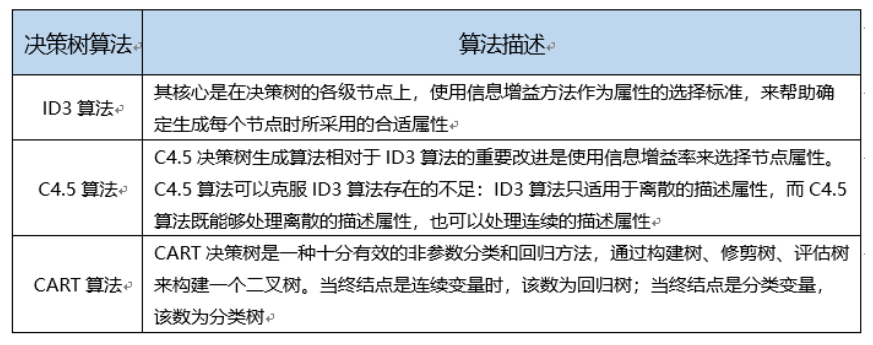 决策树算法
算法描述
ID3 算法
其核心是在决策树的各级节点上，使用信息增益方法作为属性的选择标准，来帮助确
定生成每个节点时所采用的合适属性
C4.5 算法
C4.5 决策树生成算法相对于 ID3 算法的重要改进是使用信息增益率来选择节点属性。
C4.5 算法可以克服 ID3 算法存在的不足：ID3 算法只适用于离散的描述属性，而 C4.5
算法既能够处理离散的描述属性，也可以处理连续的描述属性
CART 算法
CART 决策树是一种十分有效的非参数分类和回归方法，通过构建树、修剪树、评估树
来构建一个二叉树。当终结点是连续变量时，该数为回归树；当终结点是分类变量，
该数为分类树